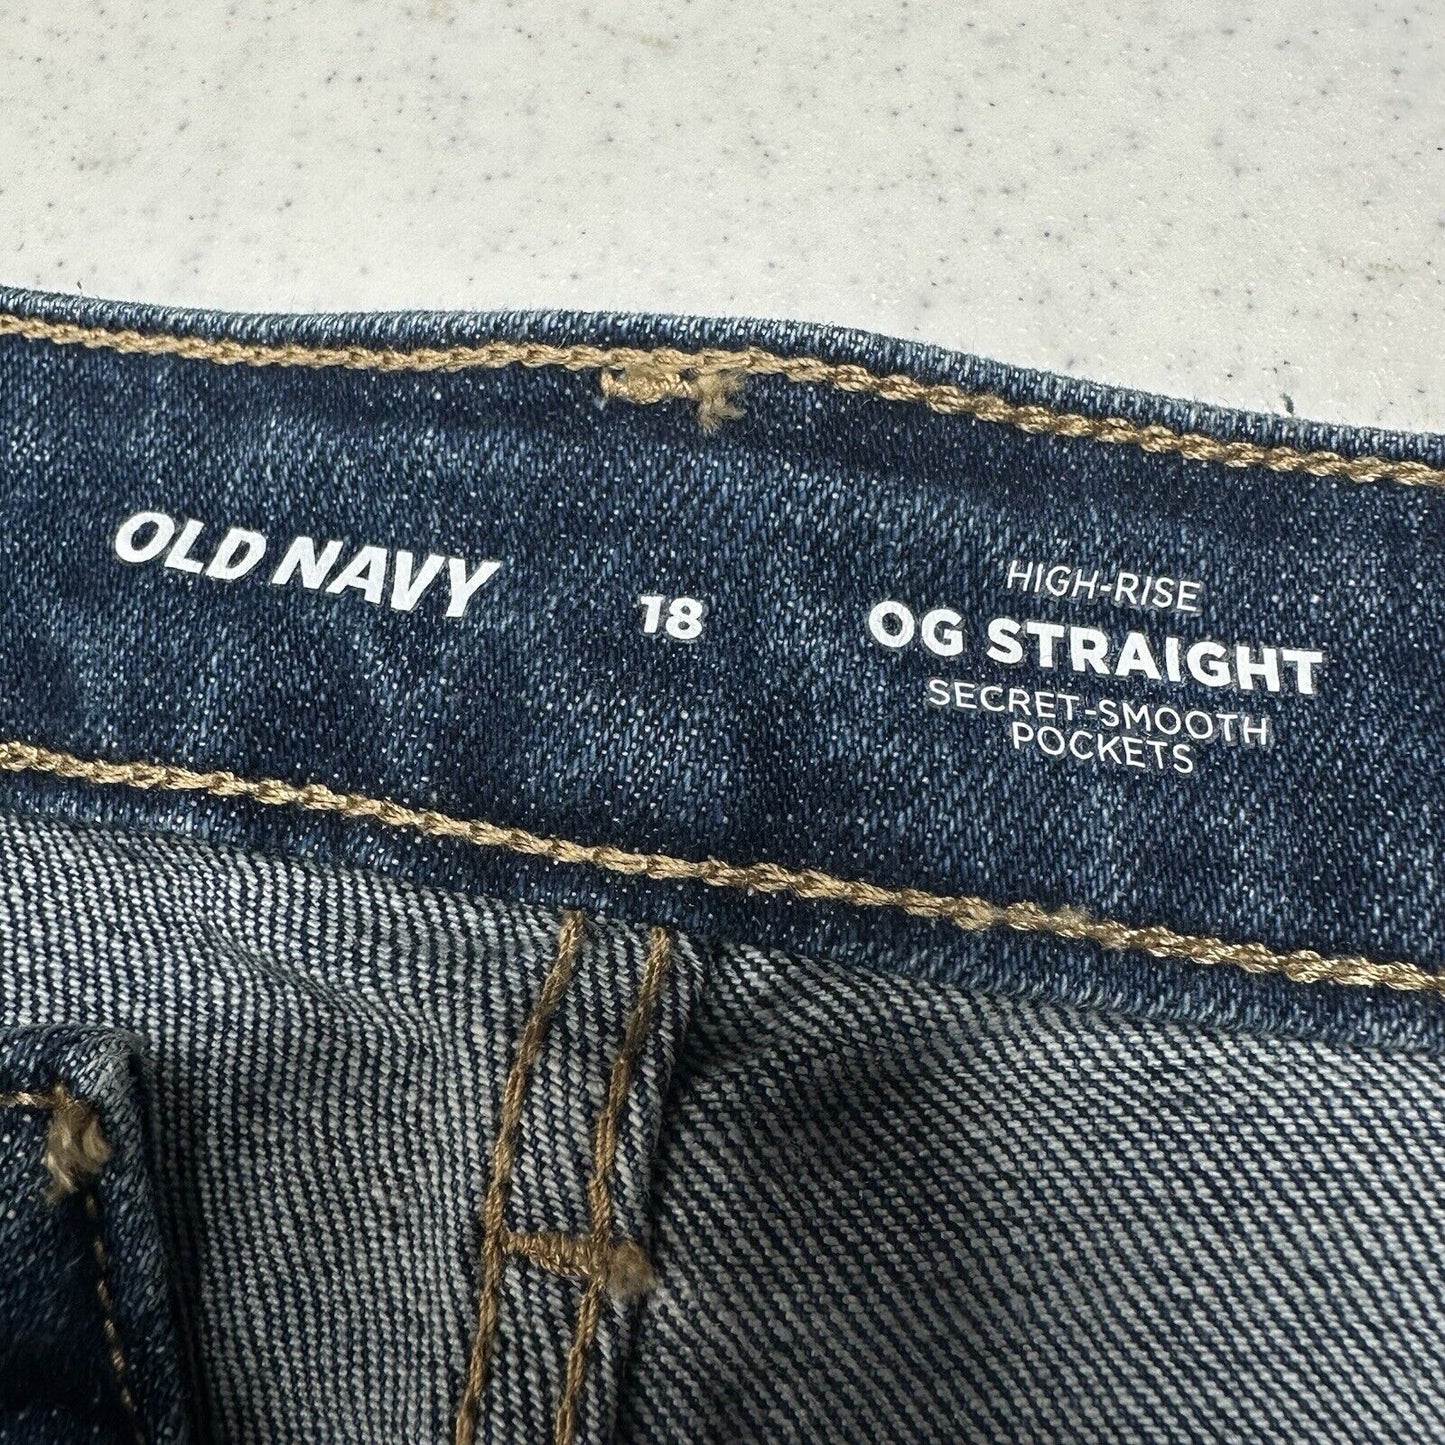 OLD NAVY
18
HIGH-RISE
OG STRAIGHT
SECRET-SMOOTH
POCKETS